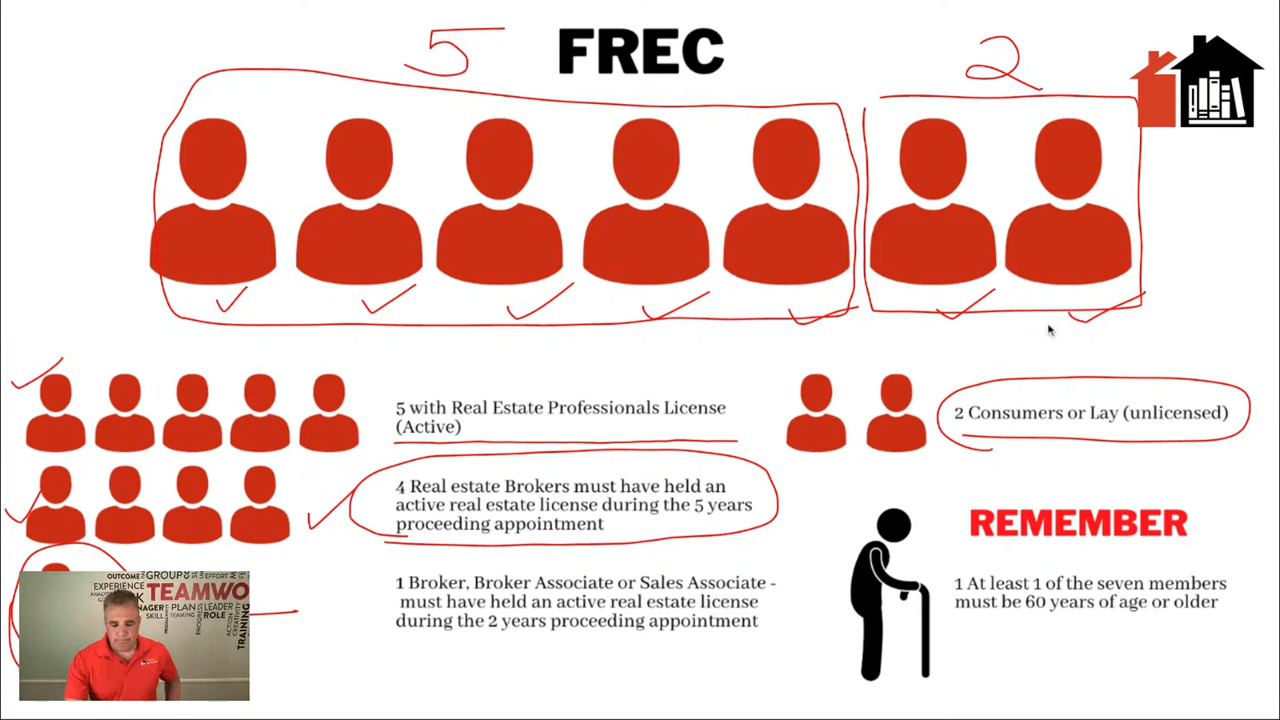 5
FREC
2
5 with Real Estate Professionals License
(Active)
2 Consumers or Lay (unlicensed)
4 Real estate Brokers must have held an
active real estate license during the 5 years
proceeding appointment
REMEMBER
1 Broker, Broker Associate or Sales Associate -
must have held an active real estate license
during the 2 years proceeding appointment
1 At least 1 of the seven members
must be 60 years of age or older
OUTCOME
GROUP
EFFORT
EXPERIENCE
TEAMWO
PLAN
LEADER
SKILL
TEAMING
ROLE
TRAINING